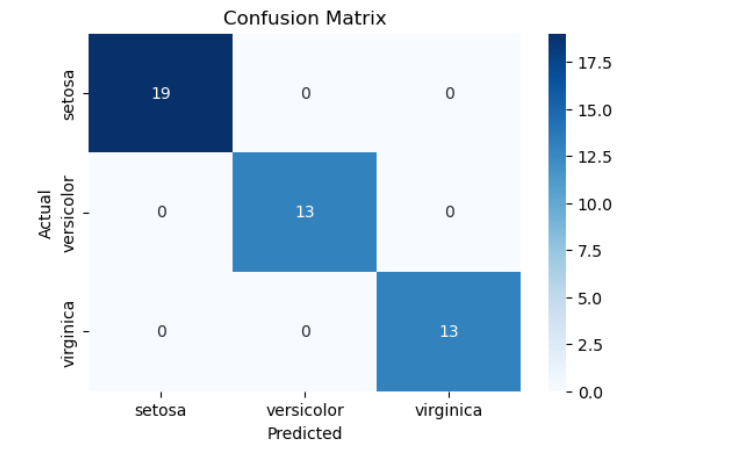 Confusion Matrix
Actual
setosa 19 0 0
versicolor 0 13 0
virginica 0 0 13
setosa versicolor virginica
Predicted
17.5
15.0
12.5
10.0
7.5
5.0
2.5
0.0